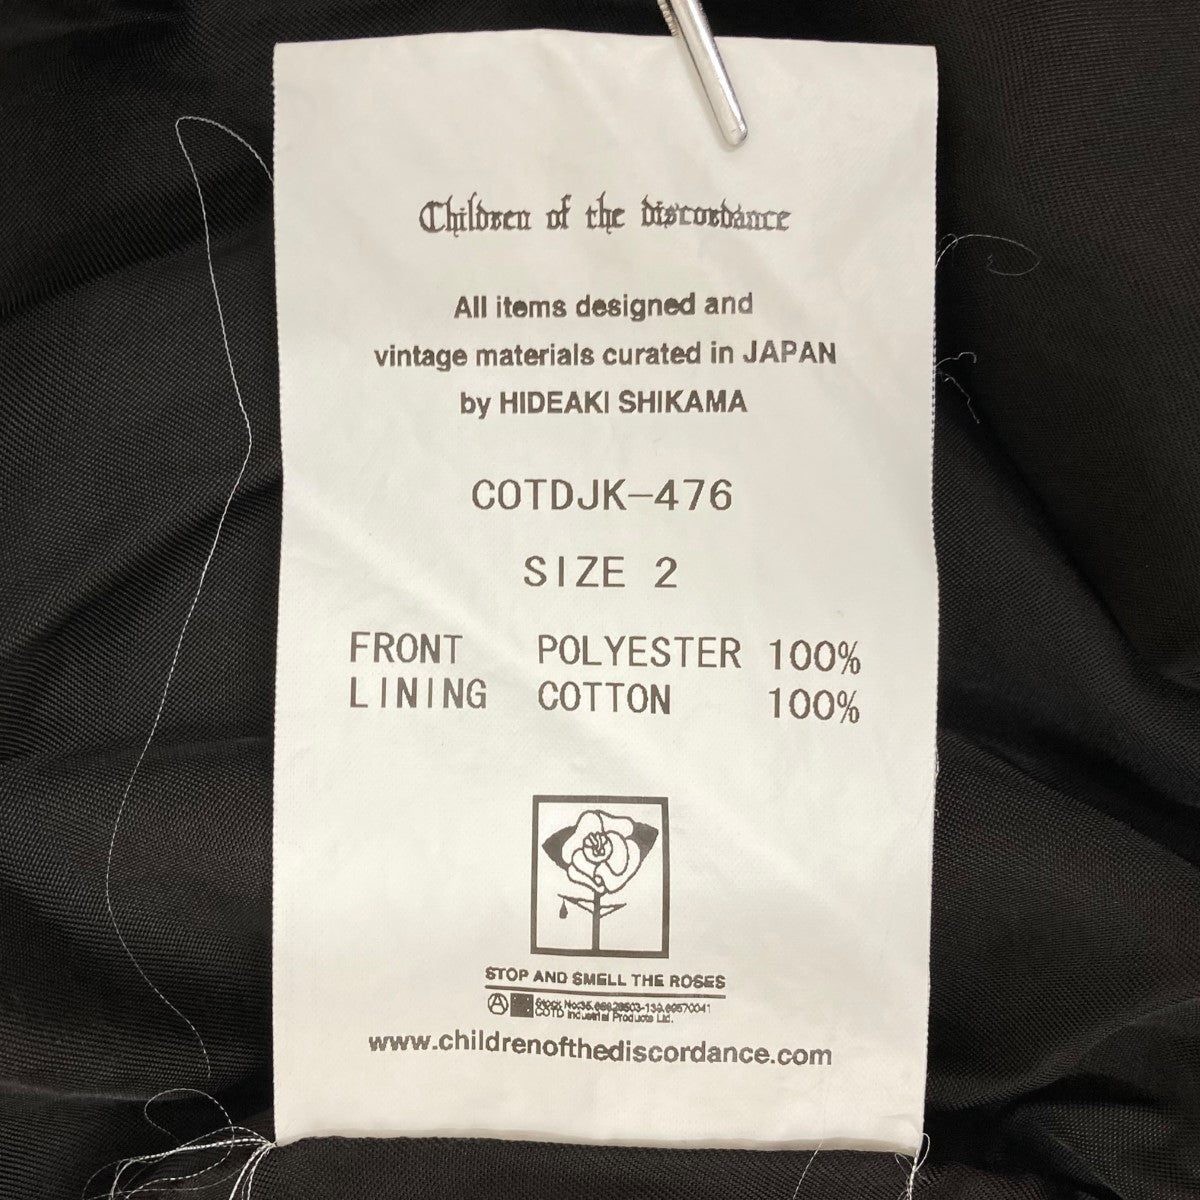 Children of the discordance
All items designed and
vintage materials curated in JAPAN
by HIDEAKI SHIKAMA
COTDJK-476
SIZE 2
FRONT POLYESTER 100%
LINING COTTON 100%
STOP AND SMELL THE ROSES
Stock No:
COTD Industrial Products Ltd.
www.childrenofthediscordance.com